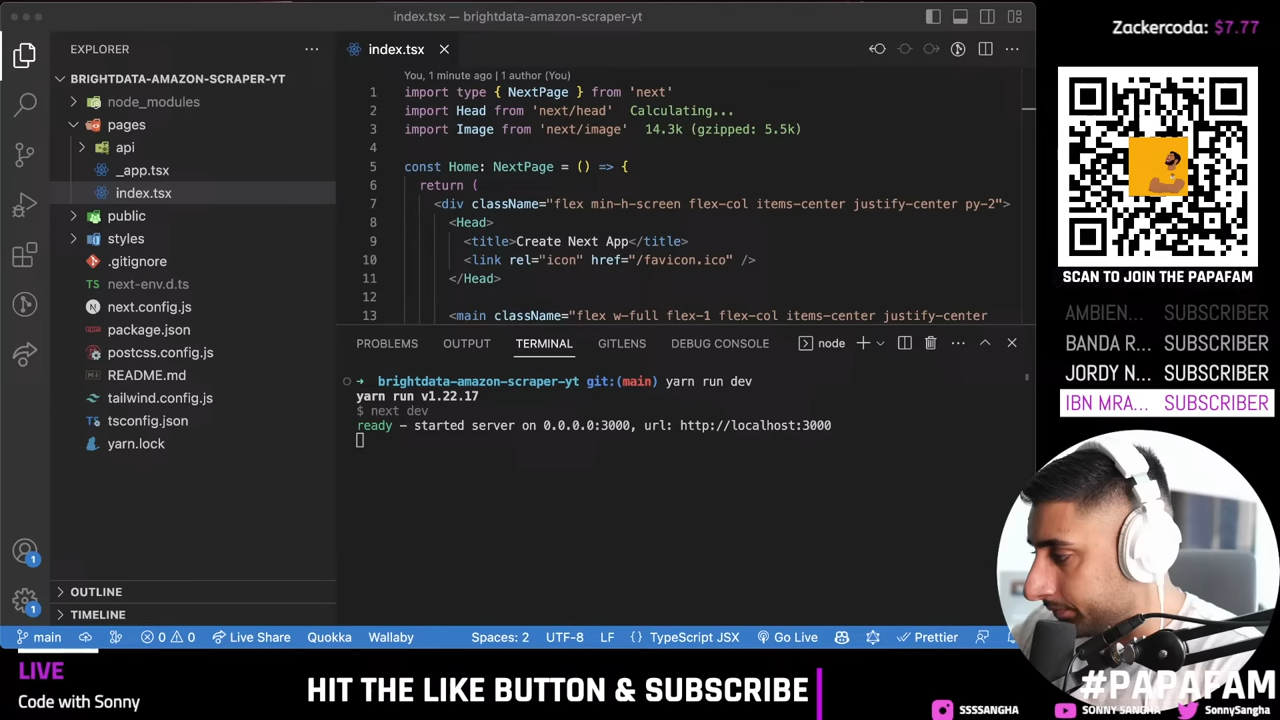 index.tsx — brightdata-amazon-scraper-yt
EXPLORER
BRIGHTDATA-AMAZON-SCRAPER-YT
node_modules
pages
api
_app.tsx
index.tsx
public
styles
.gitignore
next-env.d.ts
next.config.js
package.json
postcss.config.js
README.md
tailwind.config.js
tsconfig.json
yarn.lock
OUTLINE
TIMELINE
index.tsx
You, 1 minute ago | 1 author (You)
1 import type { NextPage } from 'next'
2 import Head from 'next/head' Calculating...
3 import Image from 'next/image' 14.3k (gzipped: 5.5k)
4
5 const Home: NextPage = () => {
6 return (
7 <div className="flex min-h-screen flex-col items-center justify-center py-2">
8 <Head>
9 <title>Create Next App</title>
10 <link rel="icon" href="/favicon.ico" />
11 </Head>
12
13 <main className="flex w-full flex-1 flex-col items-center justify-center
PROBLEMS OUTPUT TERMINAL GITLENS DEBUG CONSOLE node
➜ brightdata-amazon-scraper-yt git:(main) yarn run dev
yarn run v1.22.17
$ next dev
ready – started server on 0.0.0.0:3000, url: http://localhost:3000
1
1
main 0 0 Live Share Quokka Wallaby Spaces: 2 UTF-8 LF {} TypeScript JSX Go Live Prettier
Zackercoda: $7.77
SCAN TO JOIN THE PAPAFAM
AMBIEN... SUBSCRIBER
BANDA R... SUBSCRIBER
JORDY N... SUBSCRIBER
IBN MRA... SUBSCRIBER
LIVE
Code with Sonny
HIT THE LIKE BUTTON & SUBSCRIBE
#PAPAFAM
SSSSANGHA SONNY SANGHA SonnySangha